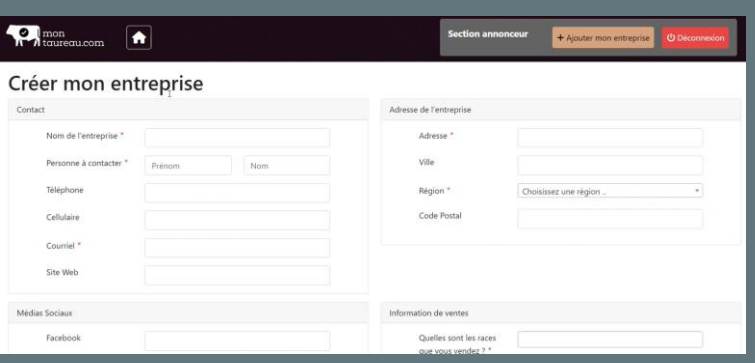 mon
taureau.com
Section annonceur
+ Ajouter mon entreprise
Déconnexion
Créer mon entreprise
Contact
Nom de l'entreprise *
Personne à contacter * Prénom Nom
Téléphone
Cellulaire
Courriel *
Site Web
Adresse de l'entreprise
Adresse *
Ville
Région * Choisissez une région ..
Code Postal
Médias Sociaux
Facebook
Information de ventes
Quelles sont les races
que vous vendez ? *